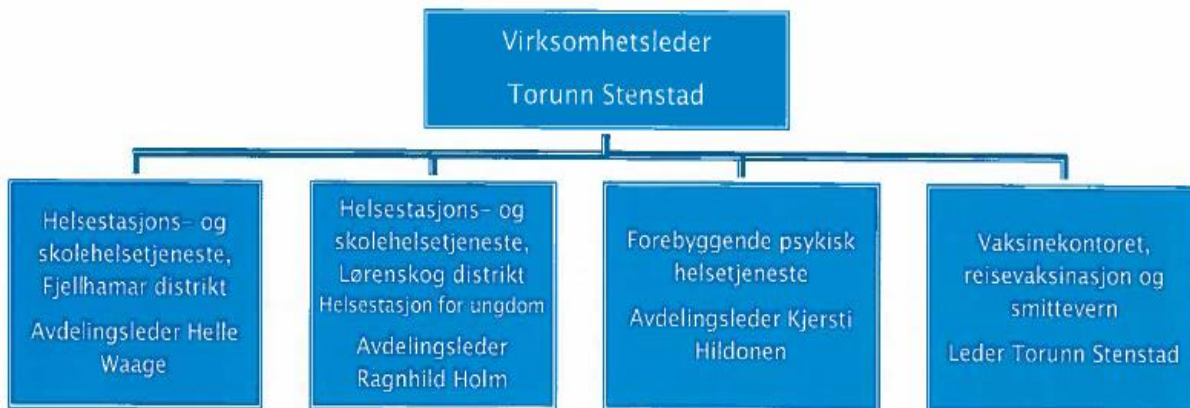 Virksomhetsleder
Torunn Stenstad
Helsestasjons- og
skolehelsetjeneste,
Fjellhamar distrikt
Avdelingsleder Helle
Waage
Helsestasjons- og
skolehelsetjeneste,
Lørenskog distrikt
Helsestasjon for ungdom
Avdelingsleder
Ragnhild Holm
Forebyggende psykisk
helsetjeneste
Avdelingsleder Kjersti
Hildonen
Vaksinekontoret,
reisevaksinasjon og
smittevern
Leder Torunn Stenstad